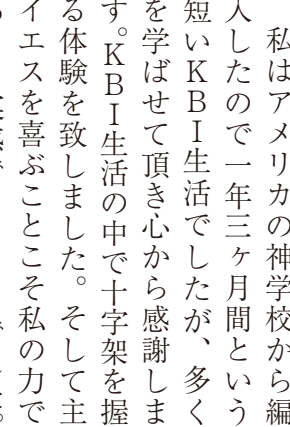 私はアメリカの神学校から編
入したので一年三ヶ月間という
短いKBI生活でしたが、多く
を学ばせて頂き心から感謝しま
す。KBI生活の中で十字架を握
る体験を致しました。そして主
イエスを喜ぶことこそ私の力で